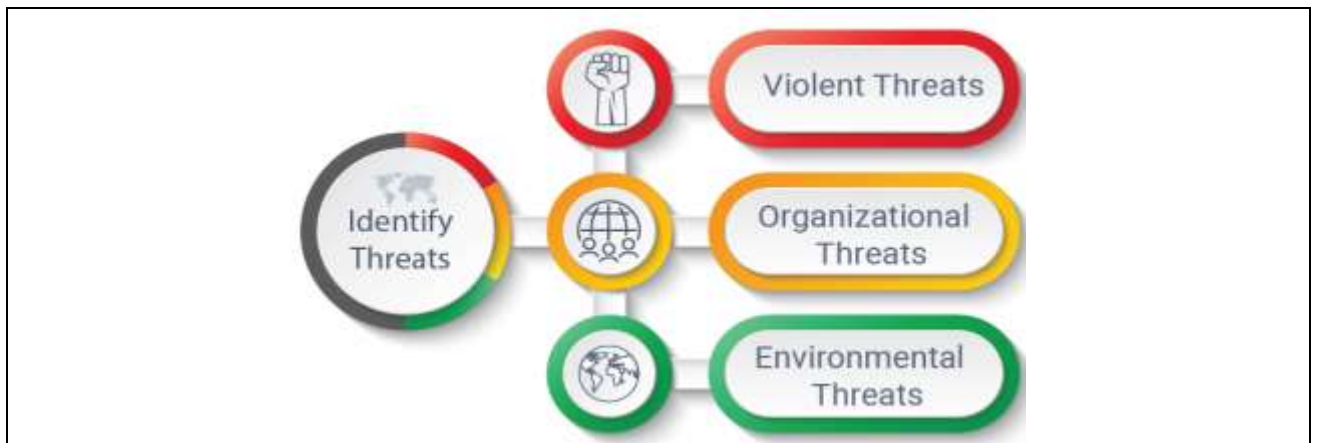 Identify
Threats
Violent Threats
Organizational
Threats
Environmental
Threats